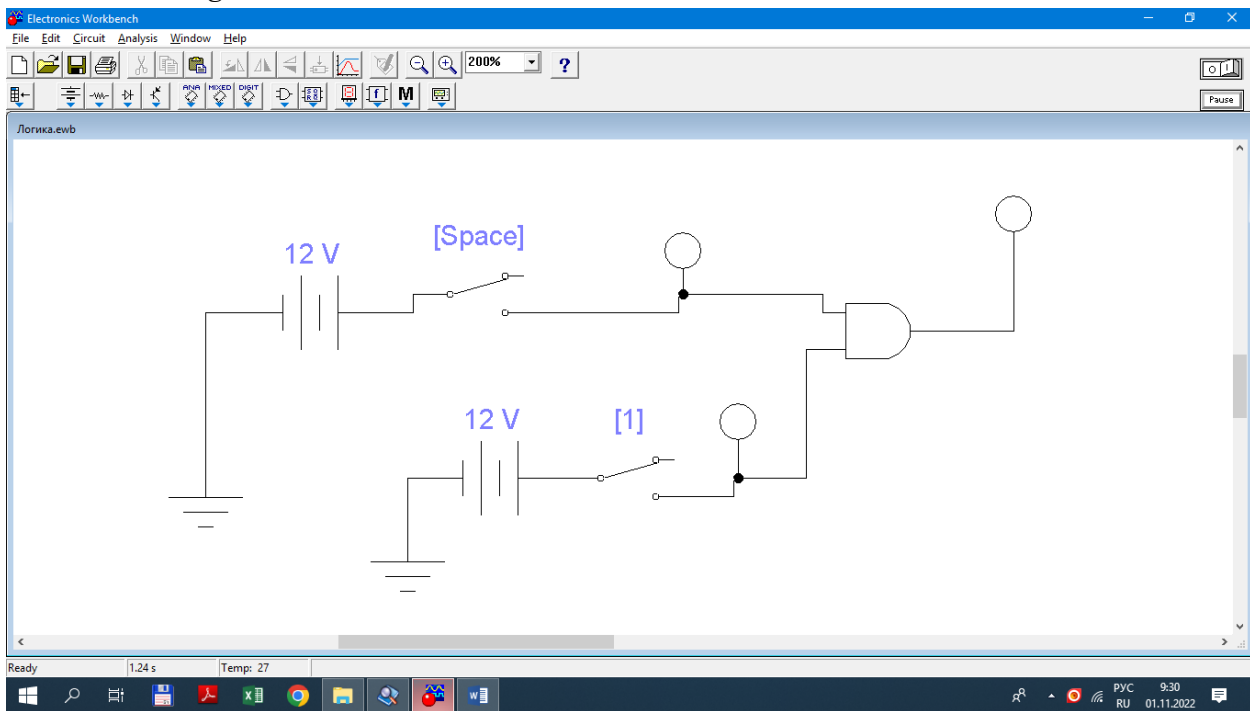 Electronics Workbench
File Edit Circuit Analysis Window Help
200%
?
ANA MIXED DIGIT
M
Pause
Логика.ewb
[Space]
12 V
12 V
[1]
Ready 1.24 s Temp: 27
РУС 9:30
RU 01.11.2022